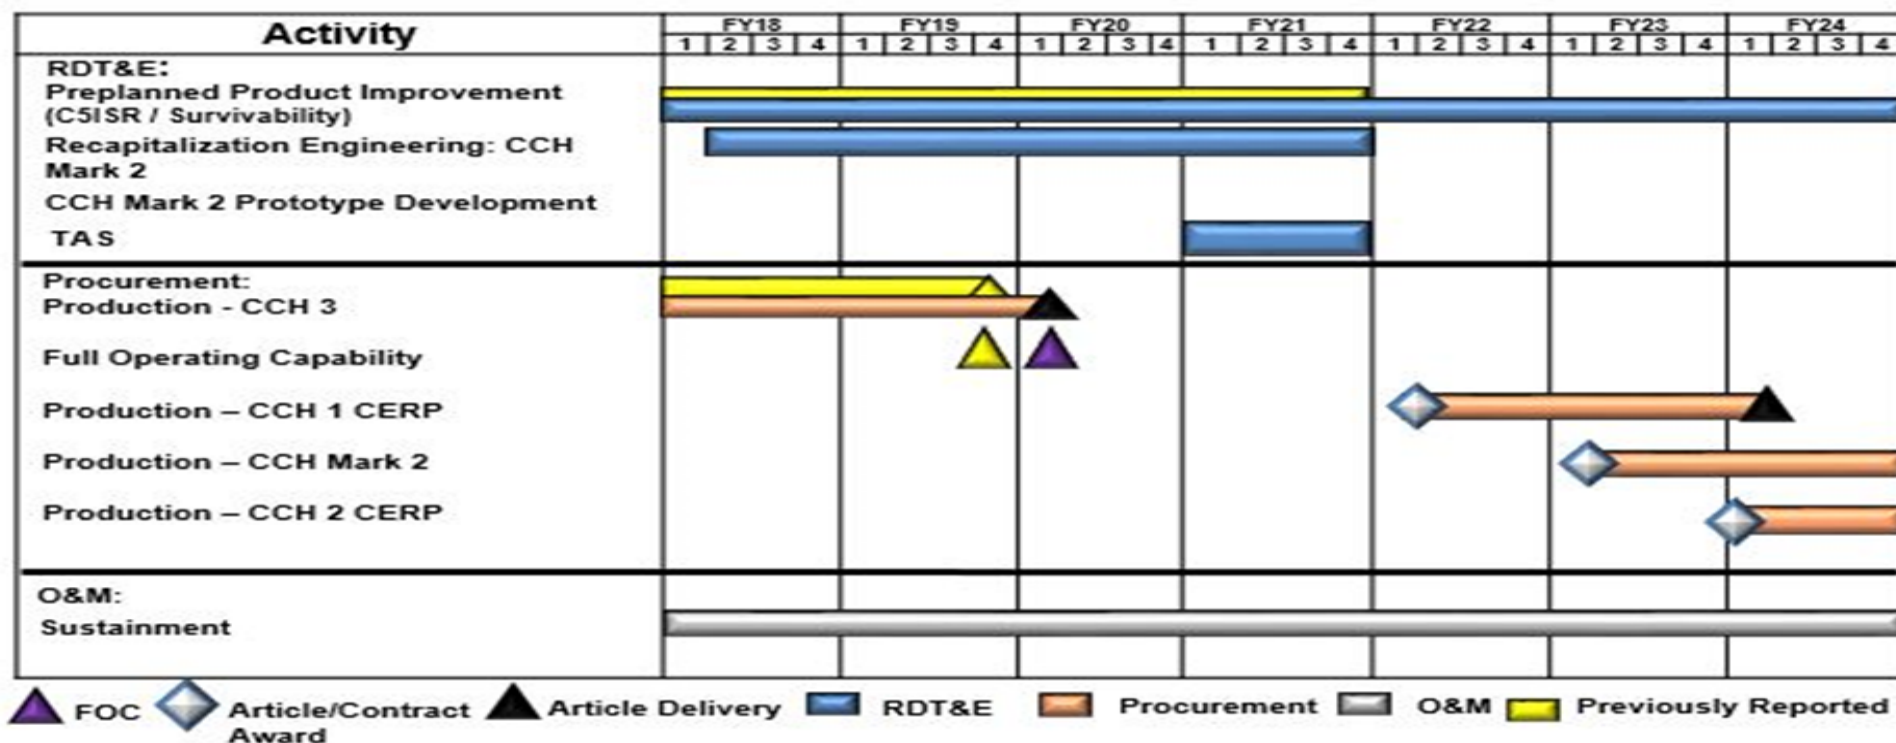 Activity
FY18 FY19 FY20 FY21 FY22 FY23 FY24
1 2 3 4 1 2 3 4 1 2 3 4 1 2 3 4 1 2 3 4 1 2 3 4 1 2 3 4
RDT&E:
Preplanned Product Improvement
(C5ISR / Survivability)
Recapitalization Engineering: CCH
Mark 2
CCH Mark 2 Prototype Development
TAS
Procurement:
Production - CCH 3
Full Operating Capability
Production – CCH 1 CERP
Production – CCH Mark 2
Production – CCH 2 CERP
O&M:
Sustainment
FOC Article/Contract Article Delivery RDT&E Procurement O&M Previously Reported
Award